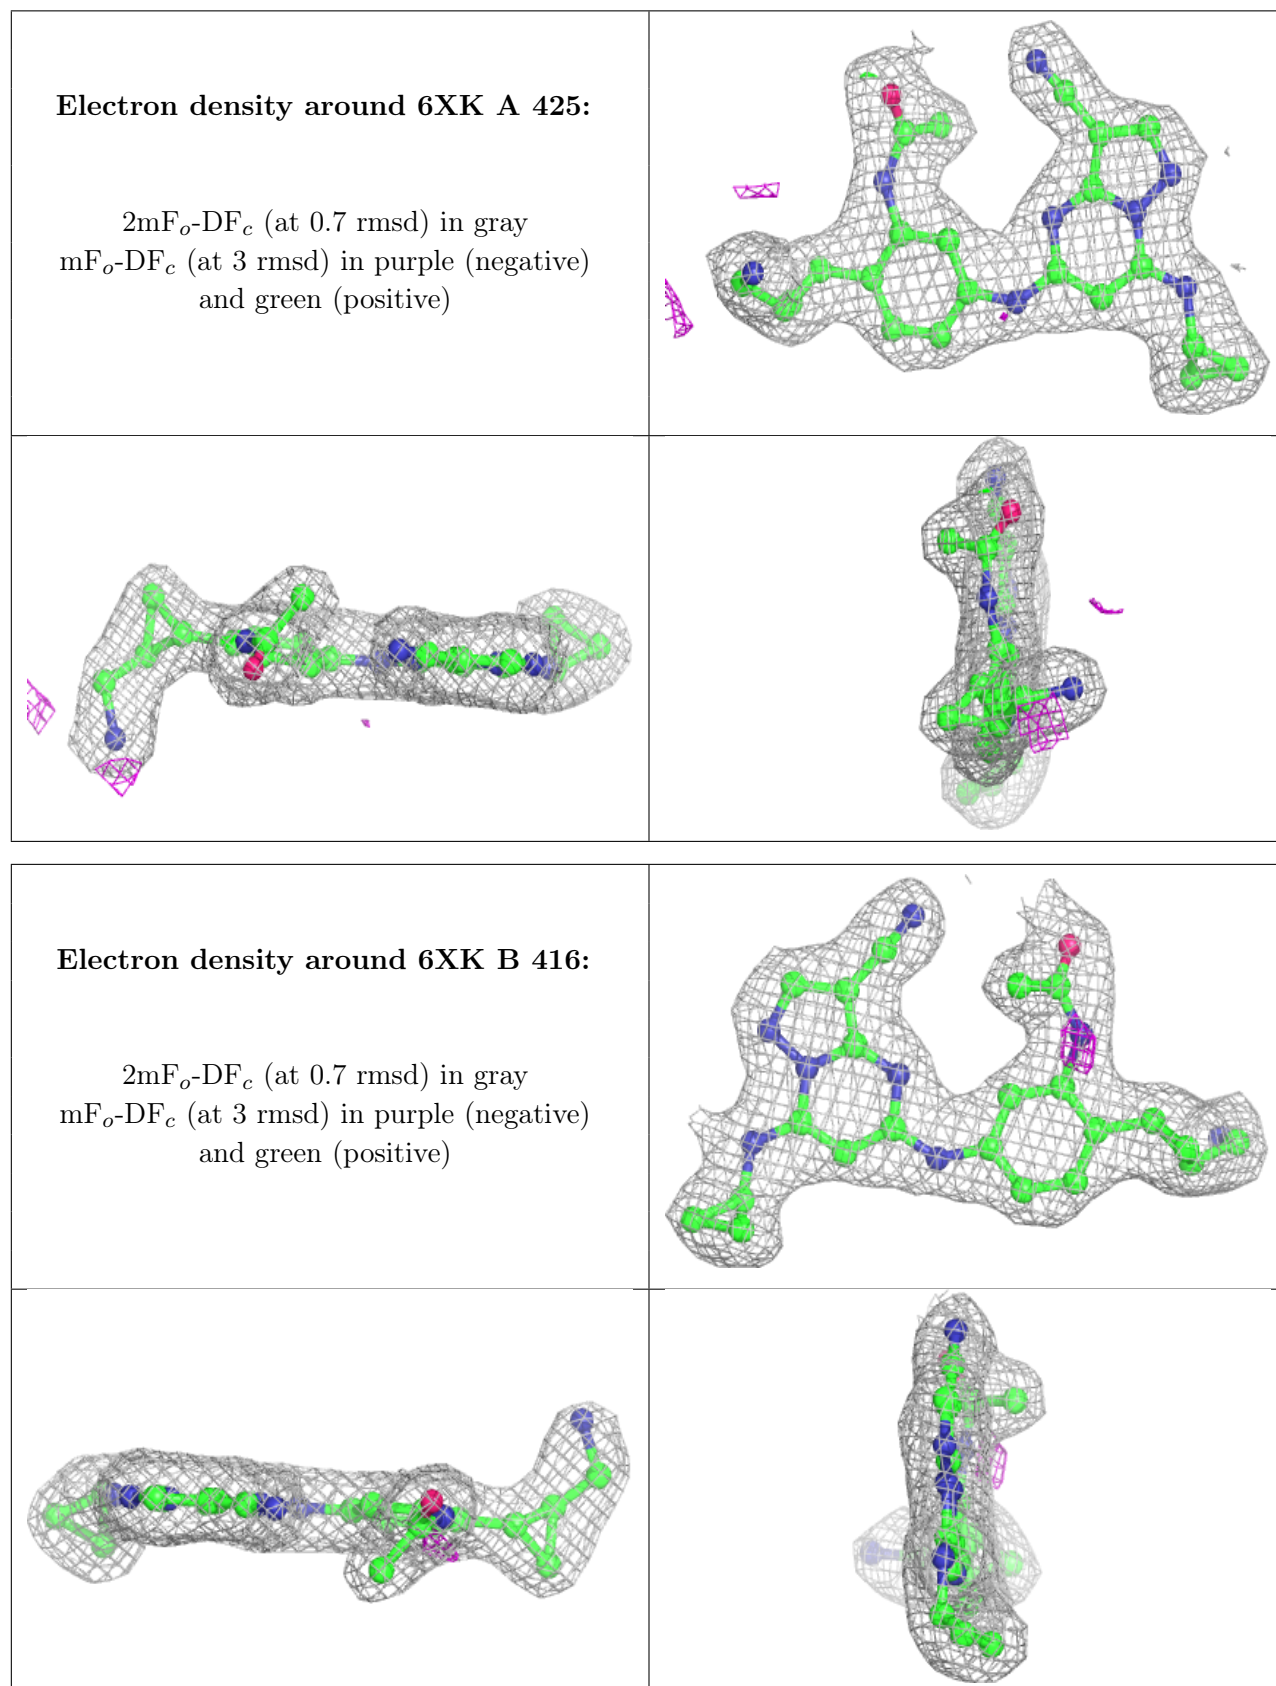 Electron density around 6XK A 425:
2mFo-DFc (at 0.7 rmsd) in gray
mFo-DFc (at 3 rmsd) in purple (negative)
and green (positive)
Electron density around 6XK B 416:
2mFo-DFc (at 0.7 rmsd) in gray
mFo-DFc (at 3 rmsd) in purple (negative)
and green (positive)